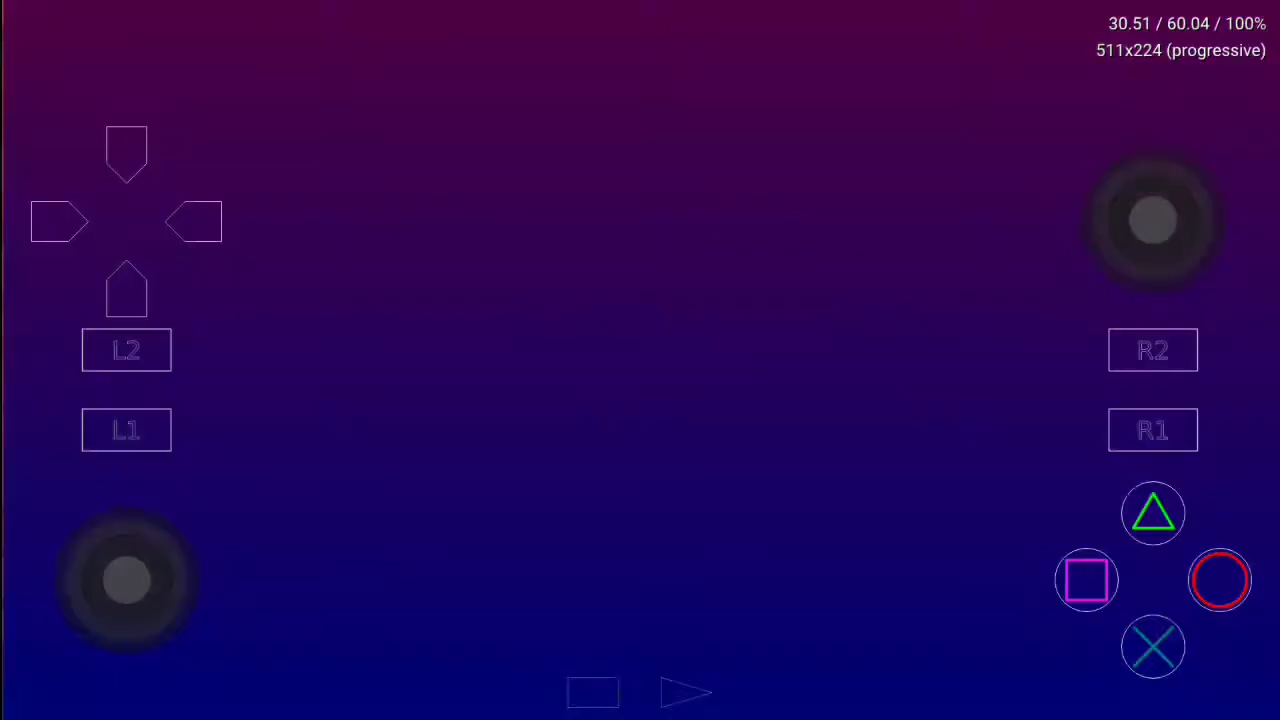 30.51 / 60.04 / 100%
511x224 (progressive)
L2
R2
L1
R1